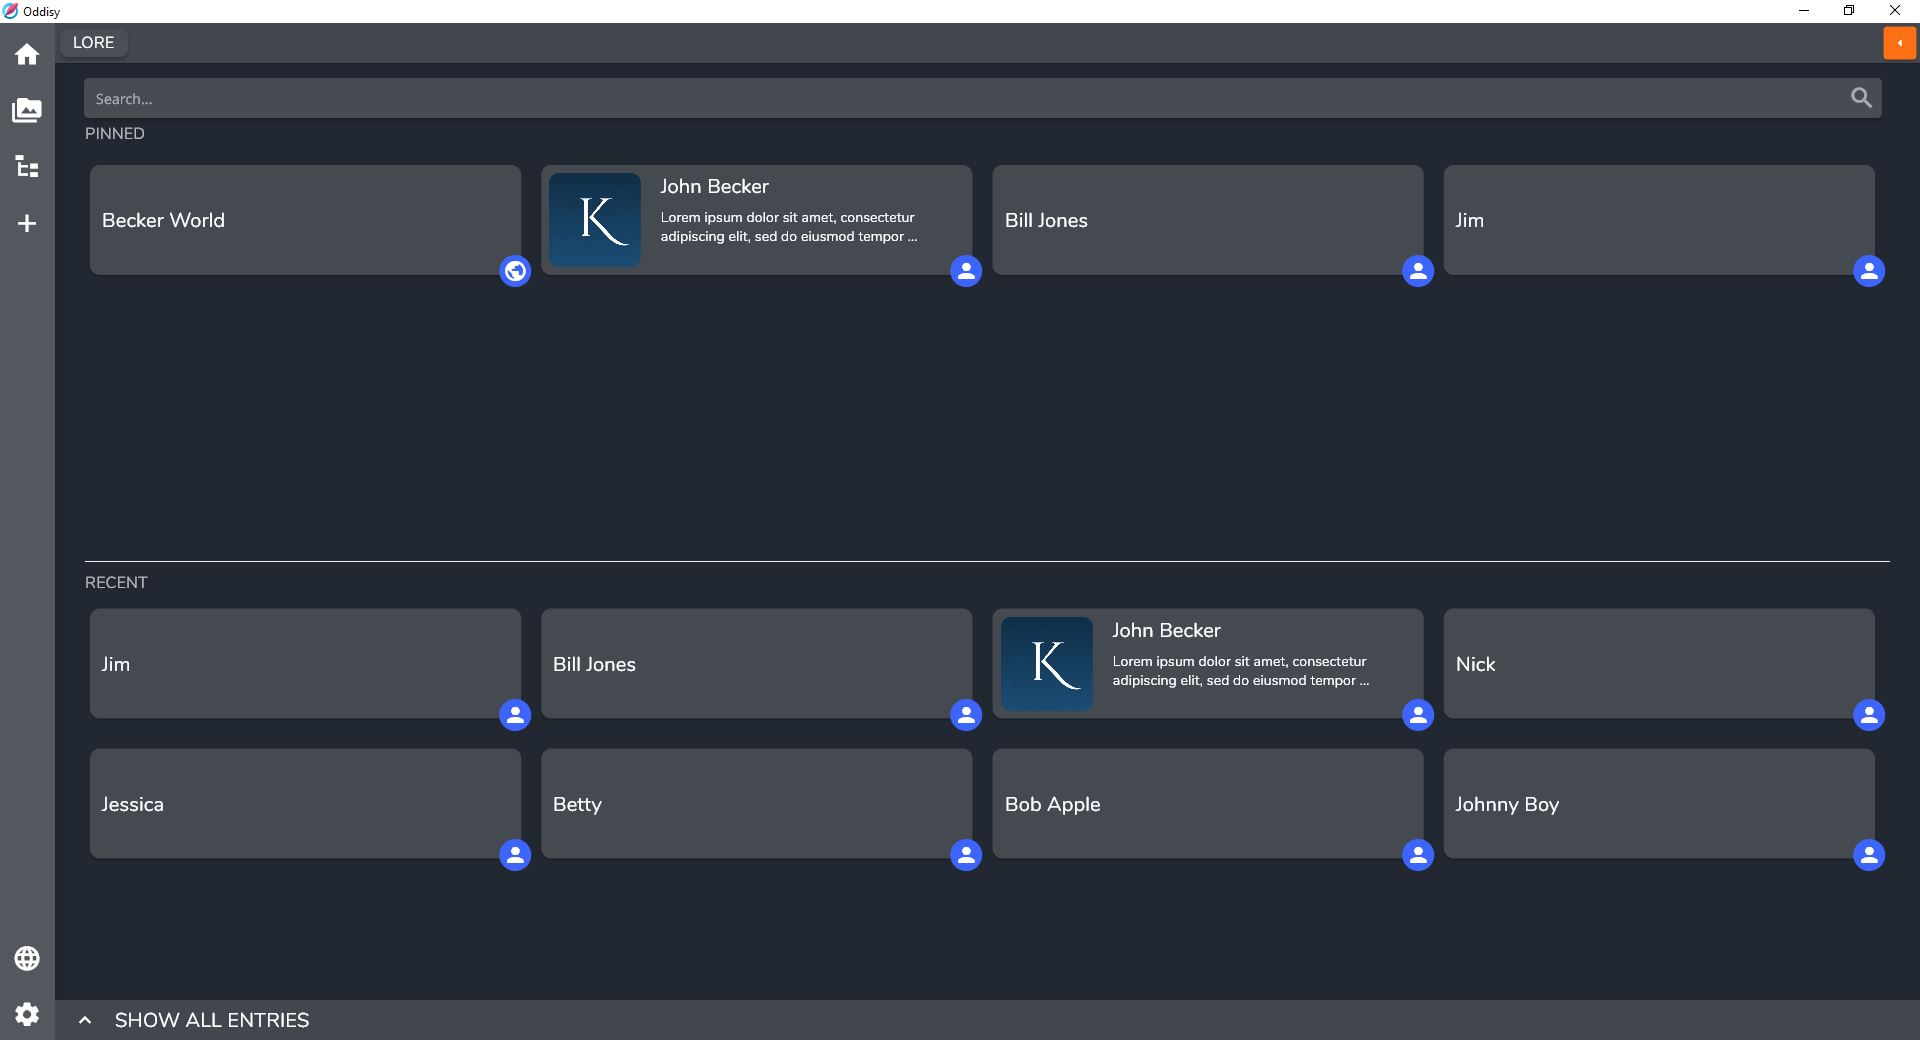 Oddisy
LORE
Search...
PINNED
Becker World
K
John Becker
Lorem ipsum dolor sit amet, consectetur
adipiscing elit, sed do eiusmod tempor ...
Bill Jones
Jim
RECENT
Jim
Bill Jones
K
John Becker
Lorem ipsum dolor sit amet, consectetur
adipiscing elit, sed do eiusmod tempor ...
Nick
Jessica
Betty
Bob Apple
Johnny Boy
SHOW ALL ENTRIES